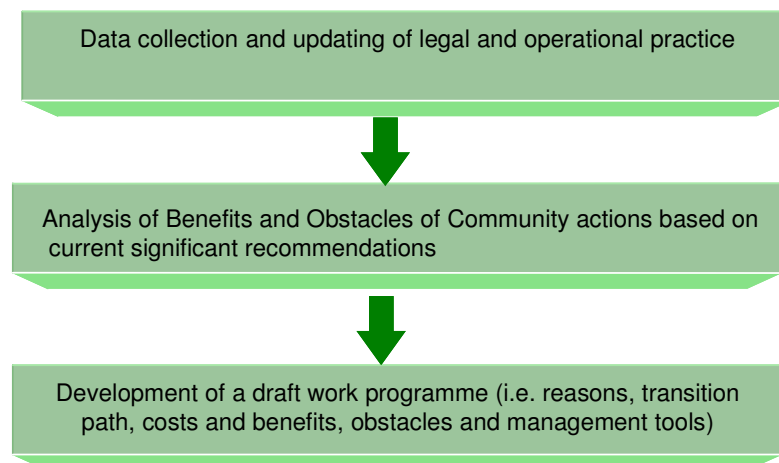 Data collection and updating of legal and operational practice
Analysis of Benefits and Obstacles of Community actions based on
current significant recommendations
Development of a draft work programme (i.e. reasons, transition
path, costs and benefits, obstacles and management tools)